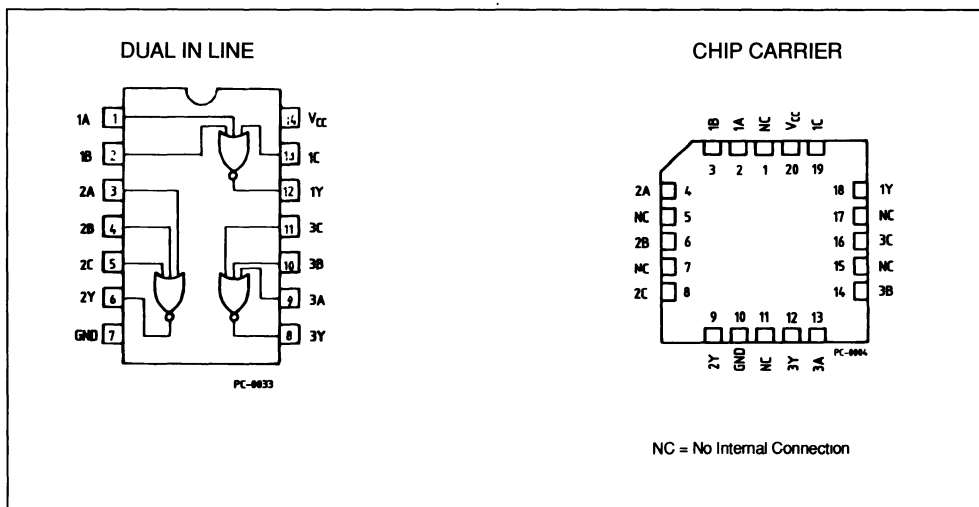 DUAL IN LINE
1A 1 14 VCC
1B 2 13 1C
2A 3 12 1Y
2B 4 11 3C
2C 5 10 3B
2Y 6 9 3A
GND 7 8 3Y
PC-0033
CHIP CARRIER
1B 1A NC VCC 1C
3 2 1 20 19
2A 4 18 1Y
NC 5 17 NC
2B 6 16 3C
NC 7 15 NC
2C 8 14 3B
9 10 11 12 13
2Y GND NC 3Y 3A
PC-0004
NC = No Internal Connection